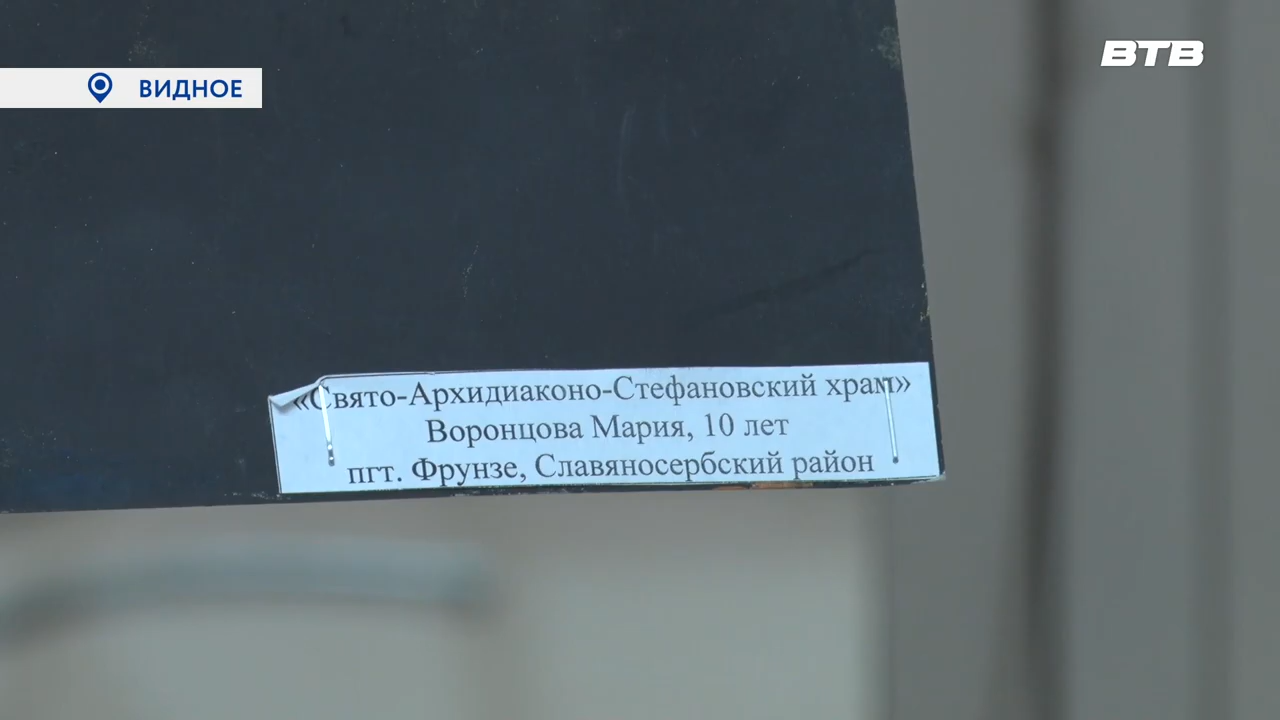 ВТВ
ВИДНОЕ
«Свято-Архидиаконо-Стефановский храм»
Воронцова Мария, 10 лет
пгт. Фрунзе, Славяносербский район